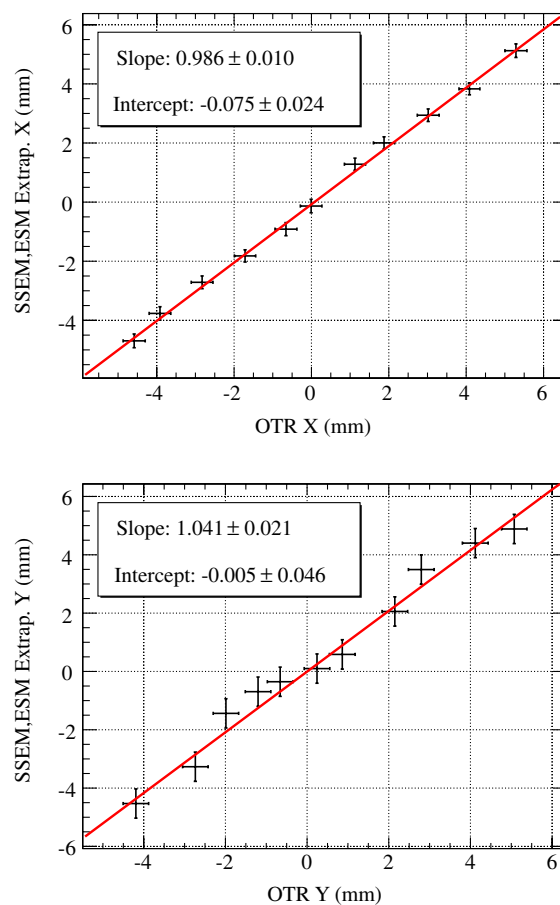 6
Slope: 0.986 ± 0.010
4
Intercept: -0.075 ± 0.024
2
0
-2
-4
SSEM,ESM Extrap. X (mm)
-4 -2 0 2 4 6
OTR X (mm)
6
Slope: 1.041 ± 0.021
4
Intercept: -0.005 ± 0.046
2
0
-2
-4
-6
SSEM,ESM Extrap. Y (mm)
-4 -2 0 2 4 6
OTR Y (mm)